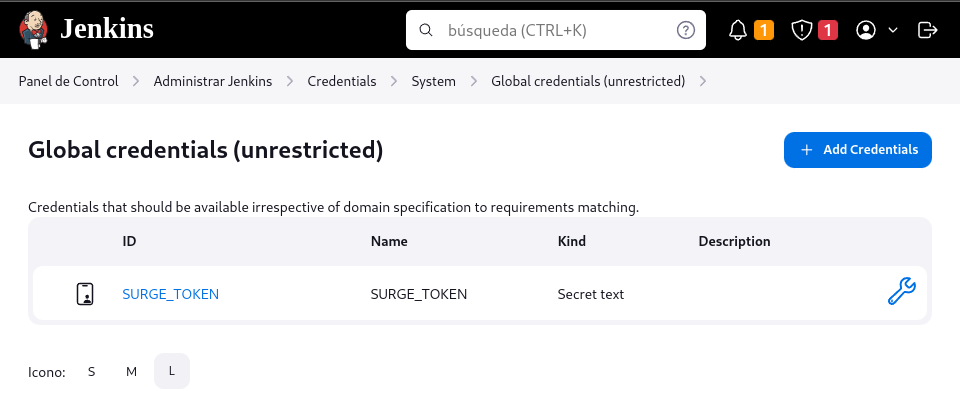 Jenkins búsqueda (CTRL+K) 1 1
Panel de Control Administrar Jenkins Credentials System Global credentials (unrestricted)
Global credentials (unrestricted) + Add Credentials
Credentials that should be available irrespective of domain specification to requirements matching.
ID Name Kind Description
SURGE_TOKEN SURGE_TOKEN Secret text
Icono: S M L